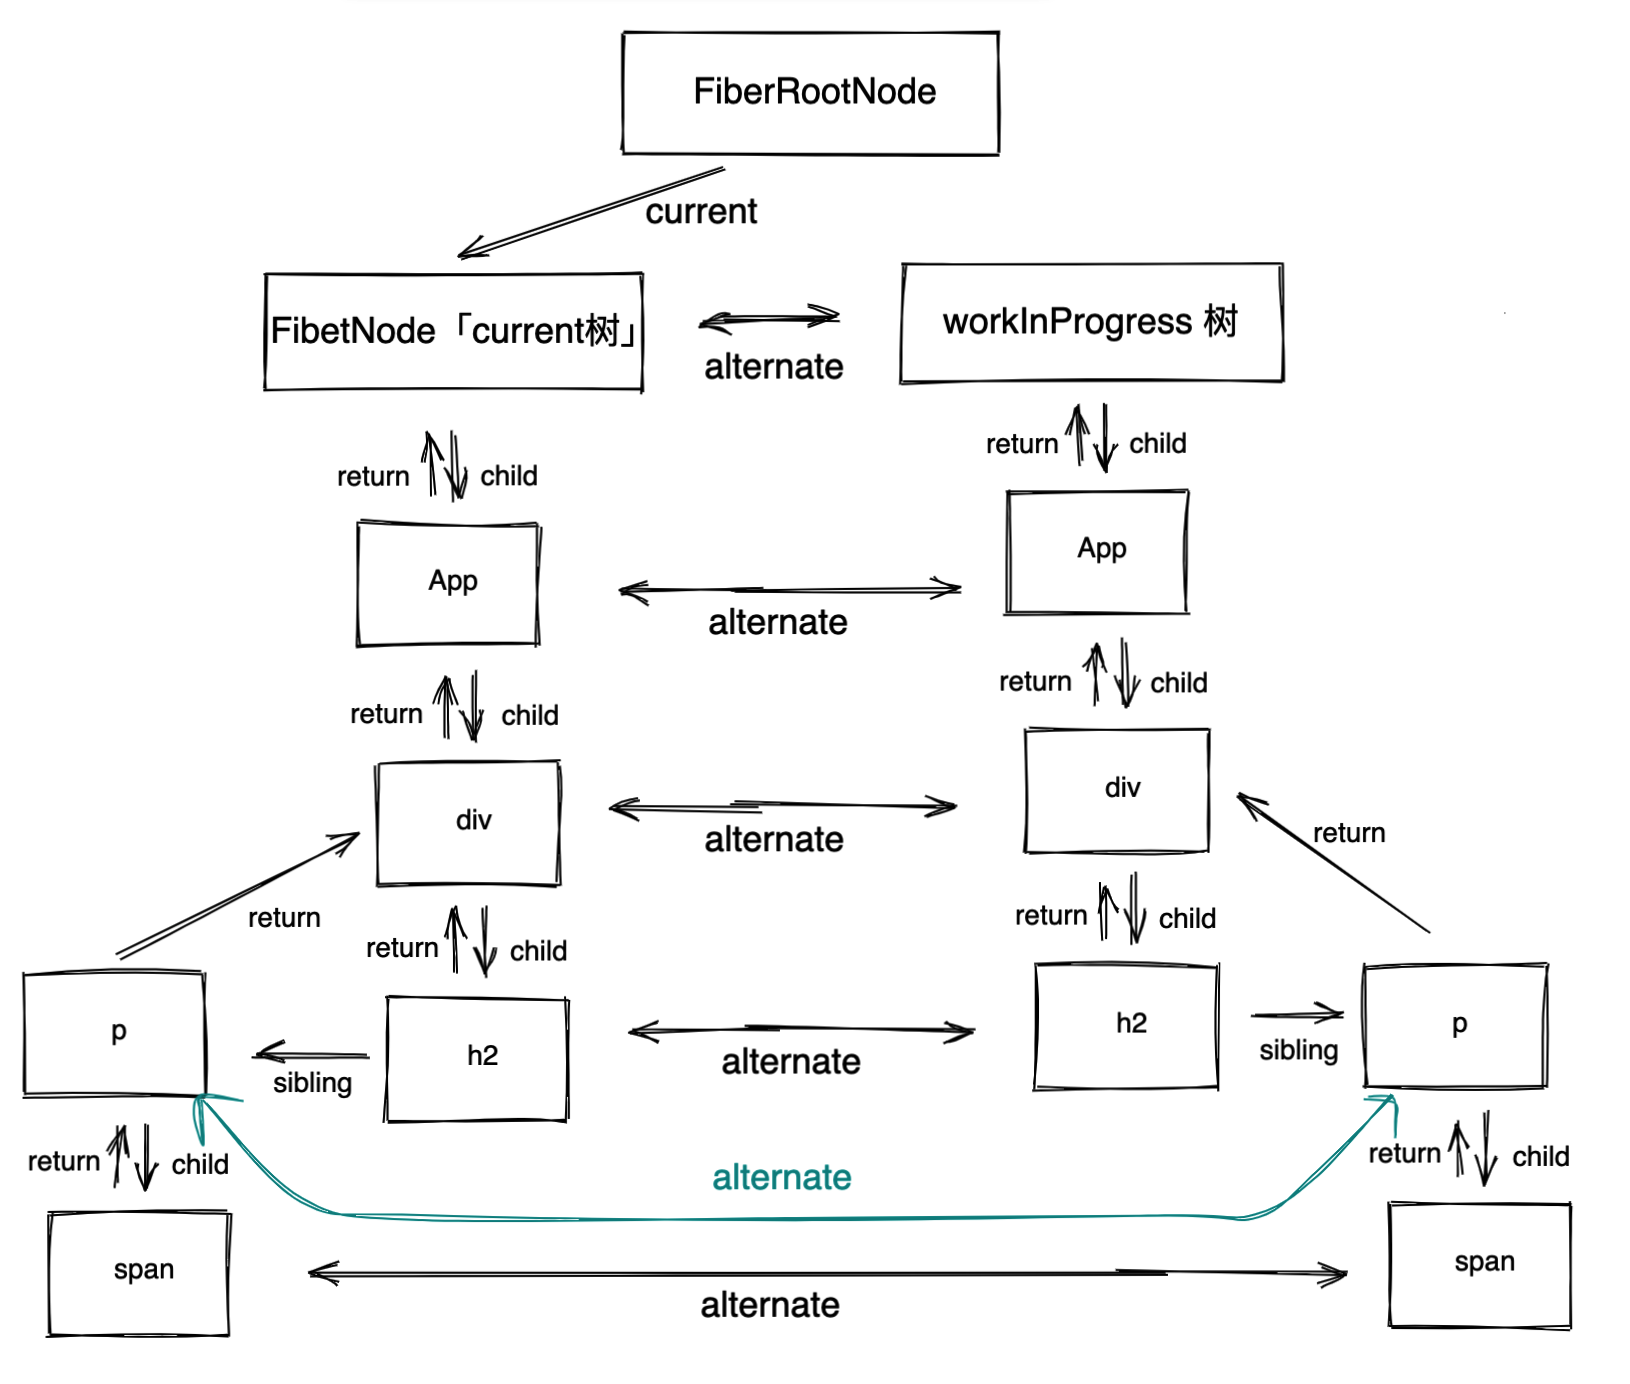 FiberRootNode
current
FibetNode「current树」
alternate
workInProgress 树
return
child
return
child
App
alternate
App
return
child
return
child
div
alternate
div
return
return
return
child
return
child
p
sibling
h2
alternate
h2
sibling
p
return
child
alternate
return
child
span
alternate
span